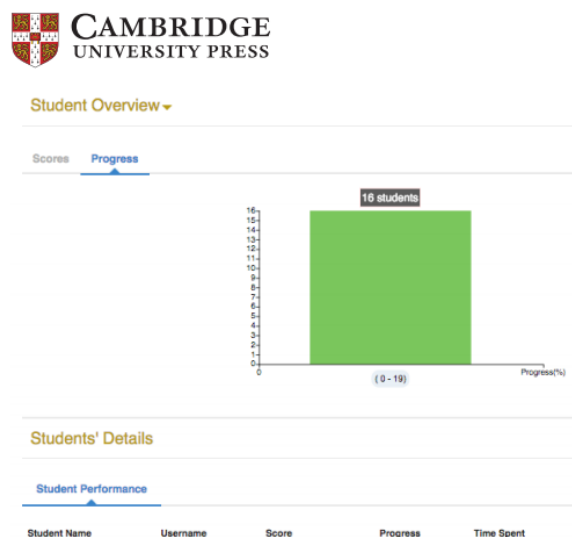 CAMBRIDGE
UNIVERSITY PRESS
Student Overview
Scores Progress
16 students
16
15
14
13
12
11
10
9
8
7
6
5
4
3
2
1
0
0
( 0 - 19)
Progress(%)
Students' Details
Student Performance
Student Name Username Score Progress Time Spent